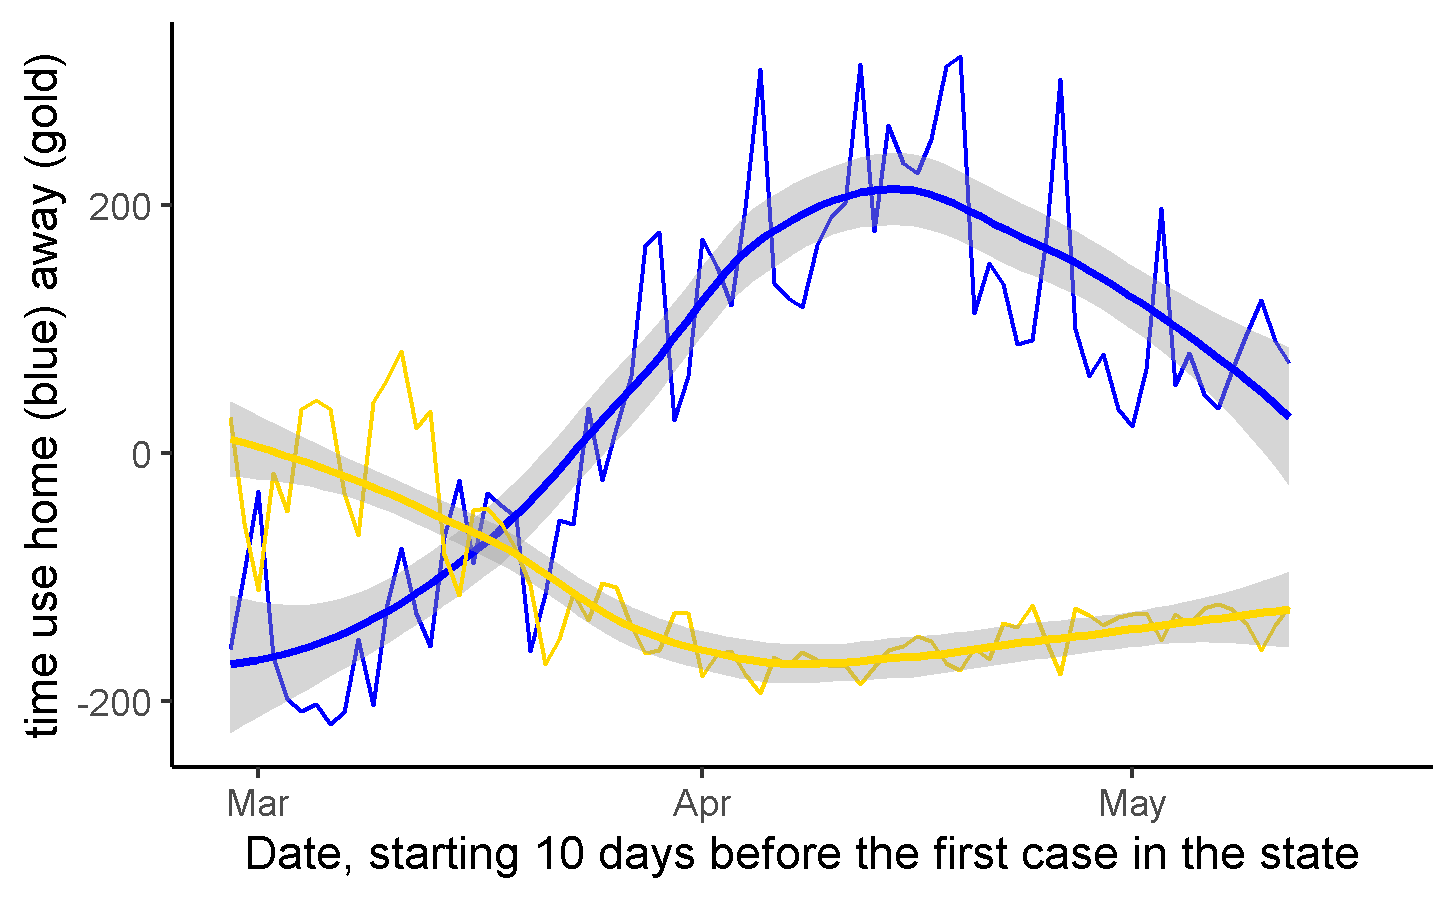 time use home (blue) away (gold)
200
0
-200
Mar
Apr
May
Date, starting 10 days before the first case in the state